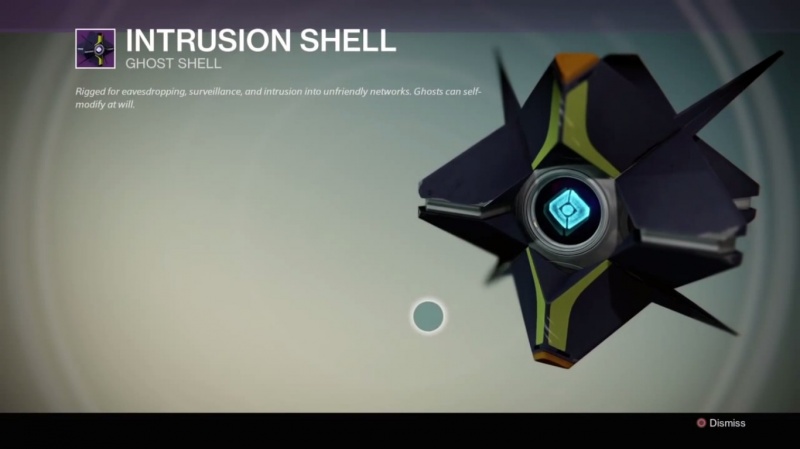 INTRUSION SHELL
GHOST SHELL
Rigged for eavesdropping, surveillance, and intrusion into unfriendly networks. Ghosts can self-
modify at will.
Dismiss